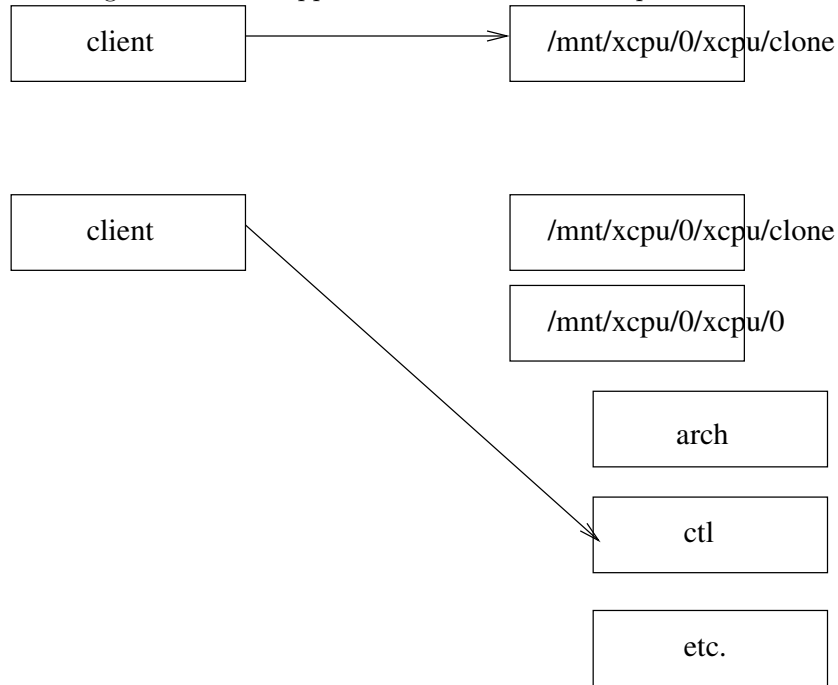 client
/mnt/xcpu/0/xcpu/clone
client
/mnt/xcpu/0/xcpu/clone
/mnt/xcpu/0/xcpu/0
arch
ctl
etc.